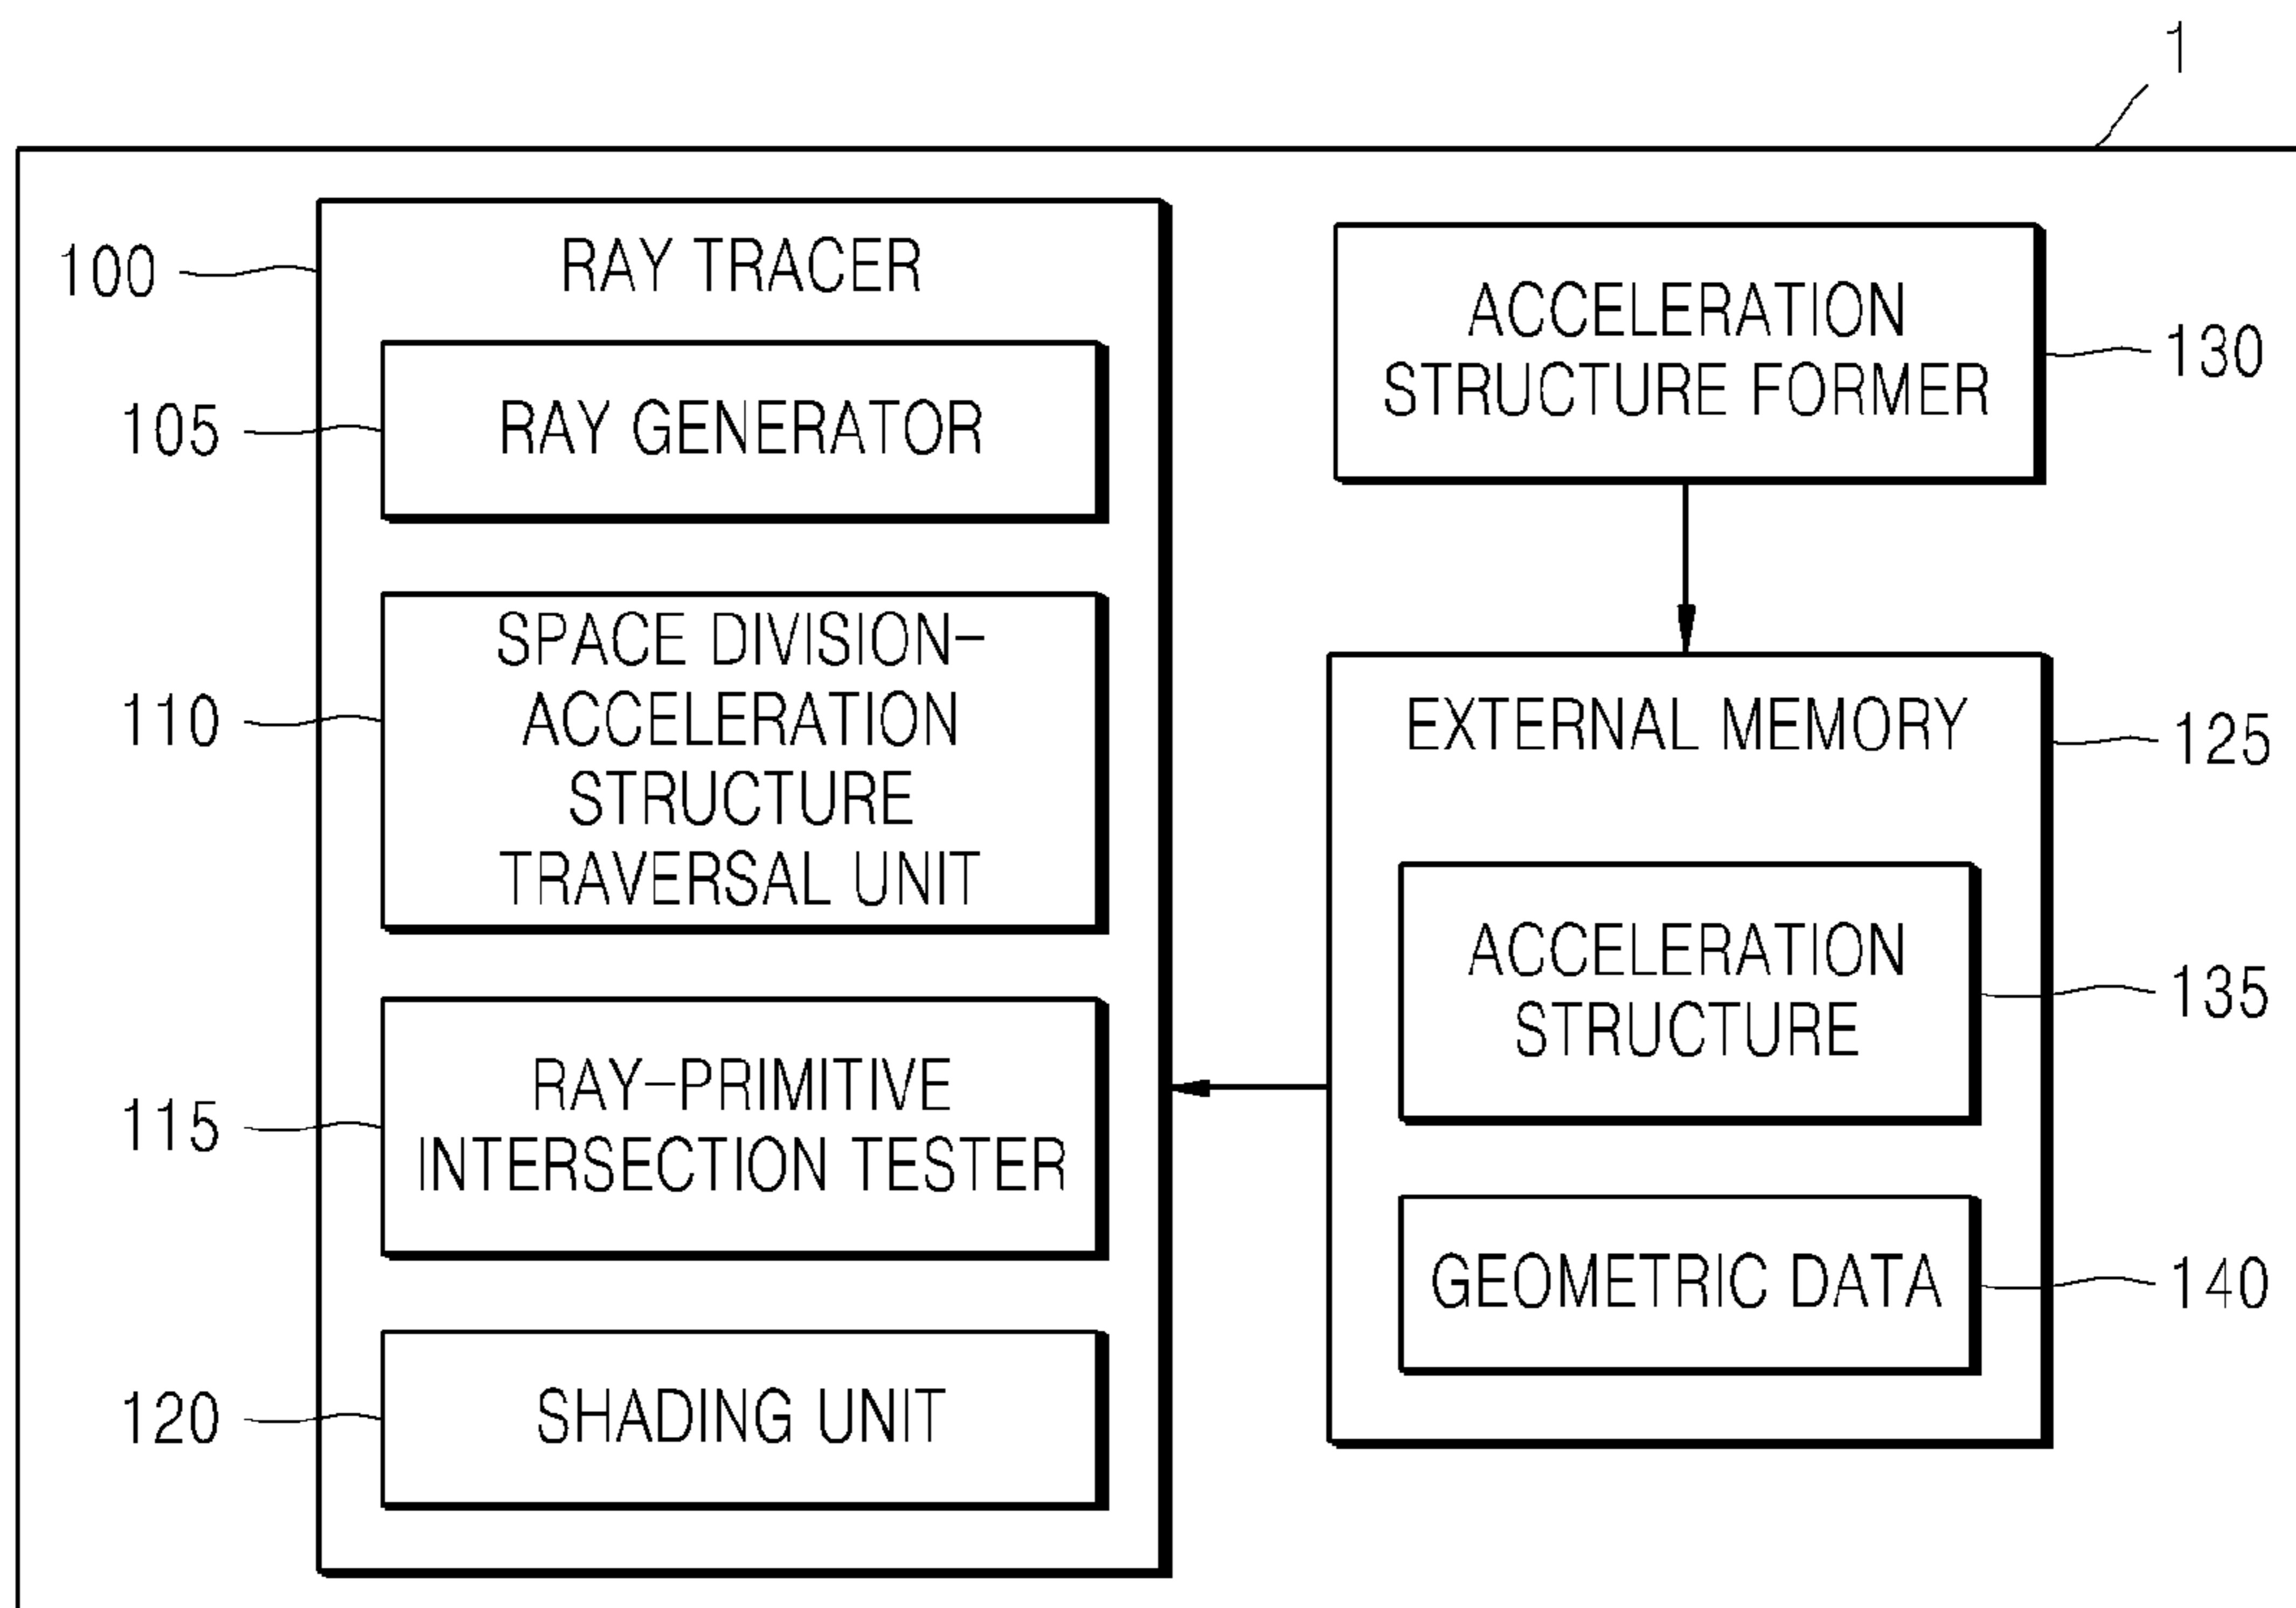 1
100
RAY TRACER
105
RAY GENERATOR
110
SPACE DIVISION-
ACCELERATION
STRUCTURE
TRAVERSAL UNIT
115
RAY-PRIMITIVE
INTERSECTION TESTER
120
SHADING UNIT
ACCELERATION
STRUCTURE FORMER
130
EXTERNAL MEMORY
125
ACCELERATION
STRUCTURE
135
GEOMETRIC DATA
140